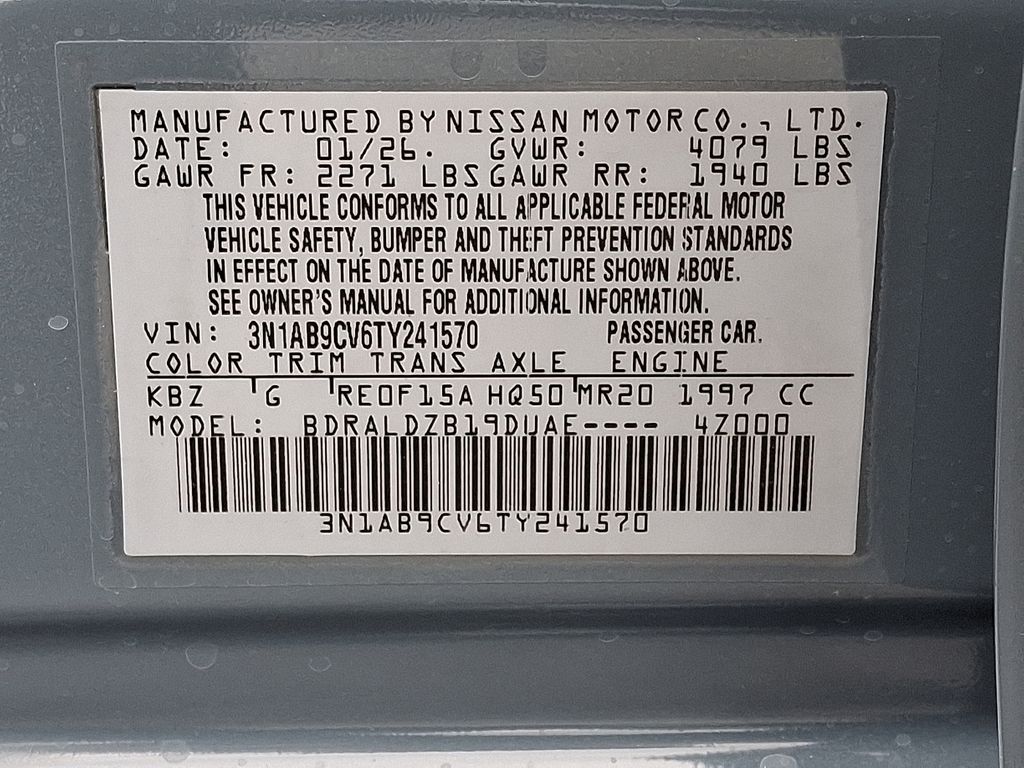 MANUFACTURED BY NISSAN MOTOR CO., LTD.
DATE: 01/26. GVWR: 4079 LBS
GAWR FR: 2271 LBS GAWR RR: 1940 LBS
THIS VEHICLE CONFORMS TO ALL APPLICABLE FEDERAL MOTOR
VEHICLE SAFETY, BUMPER AND THEFT PREVENTION STANDARDS
IN EFFECT ON THE DATE OF MANUFACTURE SHOWN ABOVE.
SEE OWNER'S MANUAL FOR ADDITIONAL INFORMATION.
VIN: 3N1AB9CV6TY241570 PASSENGER CAR.
COLOR TRIM TRANS AXLE ENGINE
KBZ G RE0F15A HQ50 MR20 1997 CC
MODEL: BDRALDZB19DUAE---- 4Z000
3N1AB9CV6TY241570